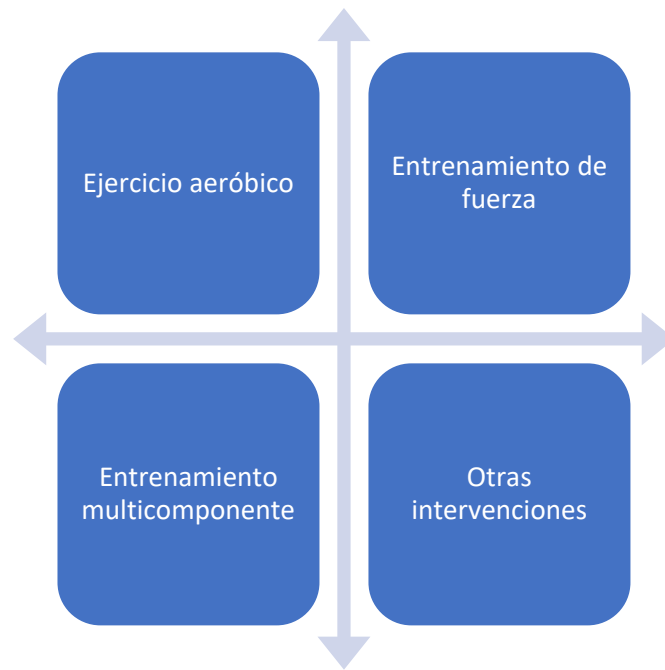 Ejercicio aeróbico
Entrenamiento de
fuerza
Entrenamiento
multicomponente
Otras
intervenciones